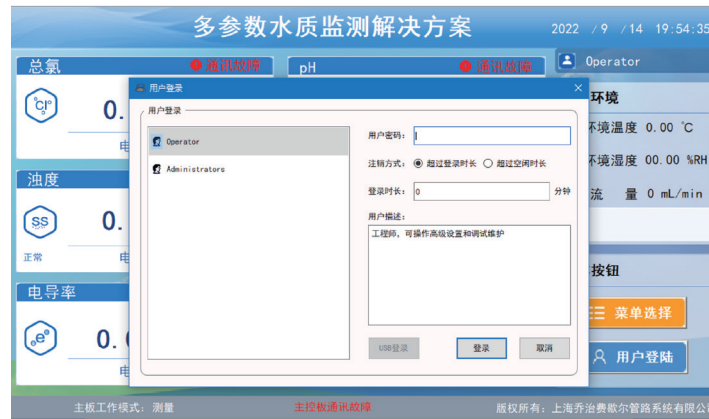 多参数水质监测解决方案
2022 / 9 / 14 19:54:35
总氯 通讯故障
pH 通讯故障
Operator
Cl
0.
用户登录
用户登录
Operator
Administrators
用户密码：
注销方式： 超过登录时长 超过空闲时长
登录时长： 0 分钟
用户描述：
工程师，可操作高级设置和调试维护
USB登录 登录 取消
环境
环境温度 0.00 ℃
环境湿度 00.00 %RH
流 量 0 mL/min
浊度
SS
0.
正常
电导率
e
0.
按钮
菜单选择
用户登陆
主板工作模式：测量
主控板通讯故障
版权所有：上海乔治费歇尔管路系统有限公